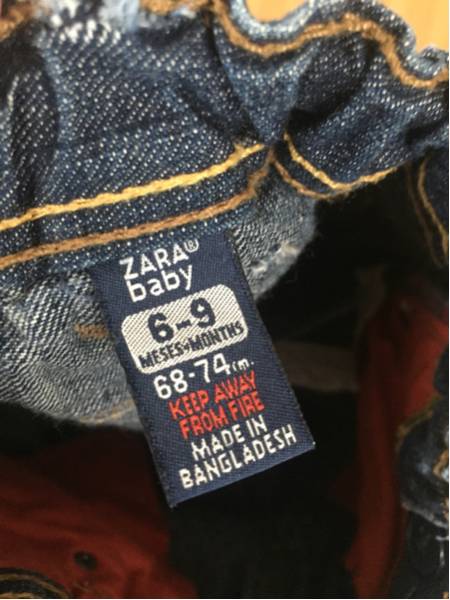 ZARA®
baby
6-9
MESES-MONTHS
68-74cm.
KEEP AWAY
FROM FIRE
MADE IN
BANGLADESH